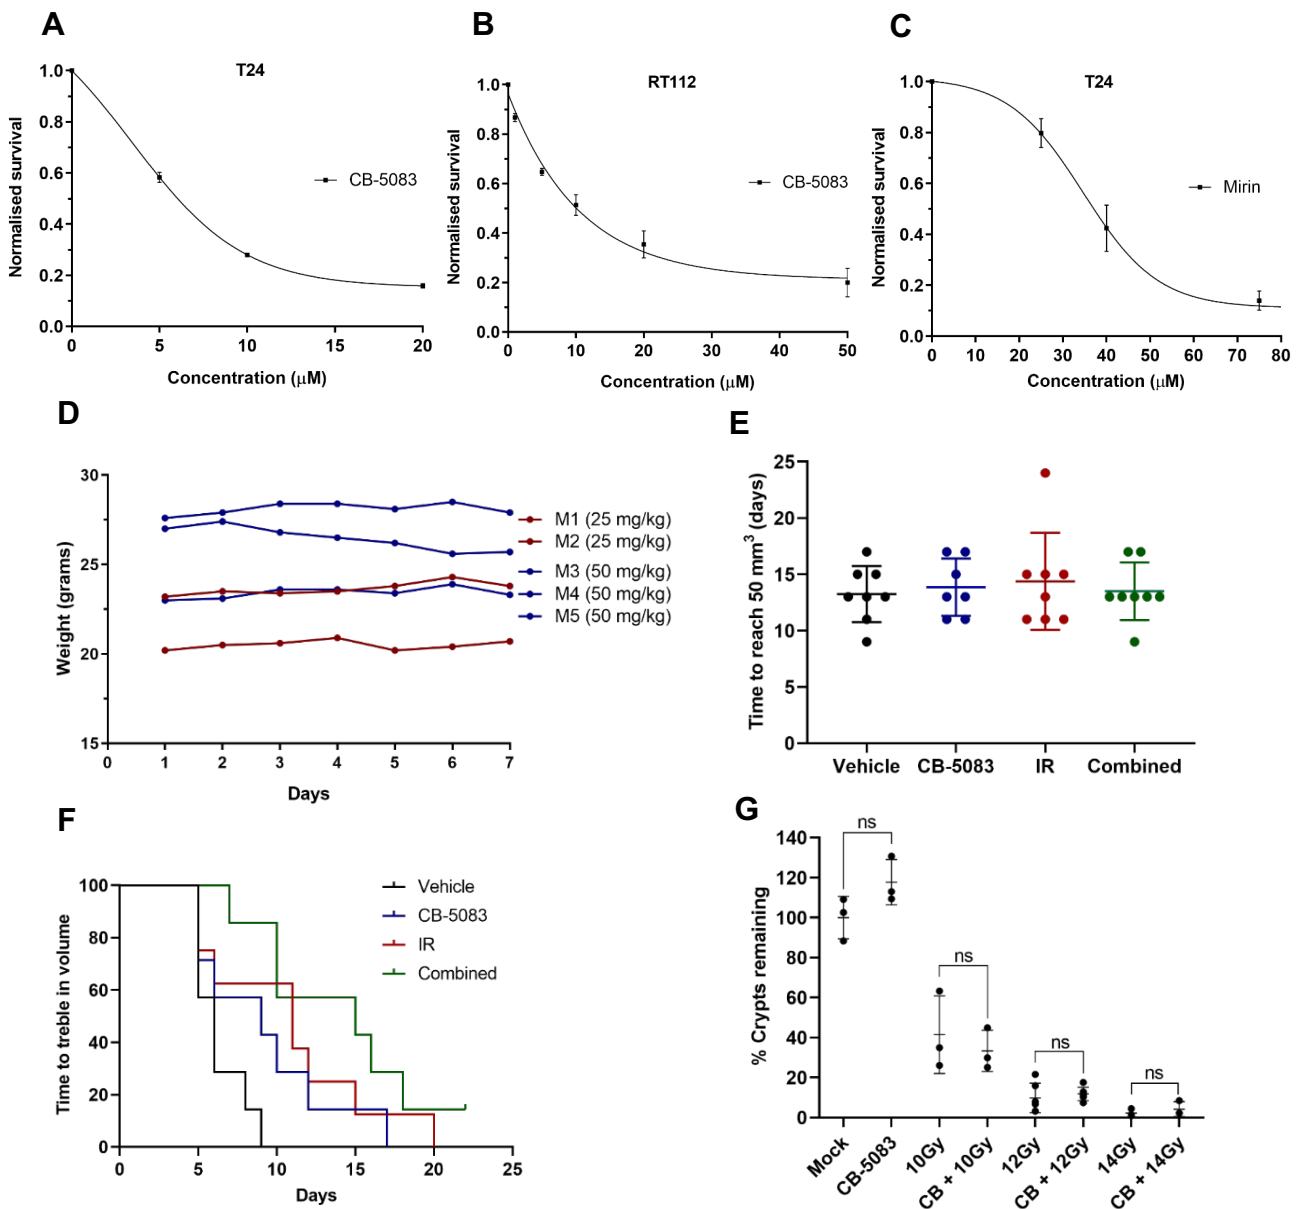 A
T24
Normalised survival
1.0
0.8
0.6
0.4
0.2
0.0
0 5 10 20
Concentration (μM)
CB-5083
B
RT112
Normalised survival
1.0
0.8
0.6
0.4
0.2
0.0
0 10 20 30 40 50
Concentration (μM)
CB-5083
C
T24
Normalised survival
1.0
0.8
0.6
0.4
0.2
0.0
0 10 20 30 40 50 60 70 80
Concentration (μM)
Mirin
D
Weight (grams)
30
25
20
15
0 1 2 3 4 5 6 7
Days
M1 (25 mg/kg)
M2 (25 mg/kg)
M3 (50 mg/kg)
M4 (50 mg/kg)
M5 (50 mg/kg)
E
Time to reach 50 mm³ (days)
25
20
15
10
5
0
Vehicle CB-5083 IR Combined
F
Time to treble in volume
100
80
60
40
20
0
0 5 10 15 20 25
Days
Vehicle
CB-5083
IR
Combined
G
% Crypts remaining
140
120
100
80
60
40
20
0
ns
ns
ns
ns
Mock
CB-5083
10Gy
CB + 10Gy
12Gy
CB + 12Gy
14Gy
CB + 14Gy